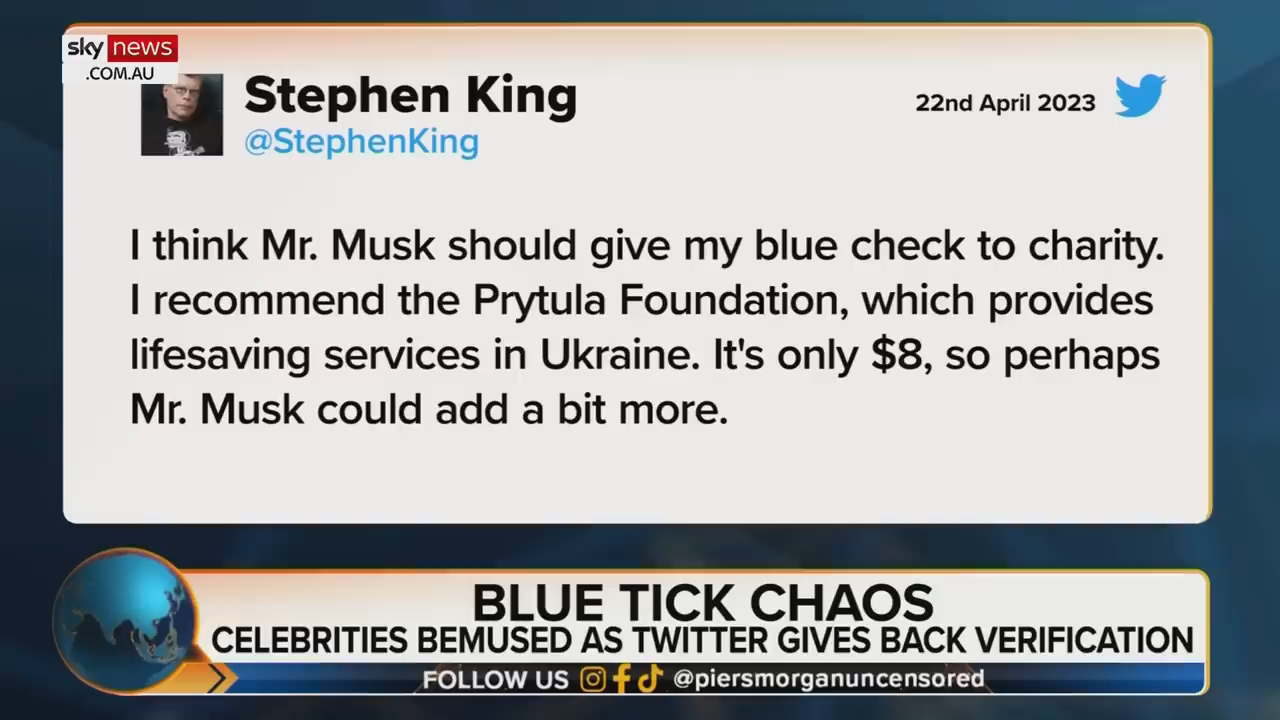 sky news
.COM.AU
Stephen King
@StephenKing
22nd April 2023
I think Mr. Musk should give my blue check to charity.
I recommend the Prytula Foundation, which provides
lifesaving services in Ukraine. It's only $8, so perhaps
Mr. Musk could add a bit more.
BLUE TICK CHAOS
CELEBRITIES BEMUSED AS TWITTER GIVES BACK VERIFICATION
FOLLOW US @piersmorganuncensored